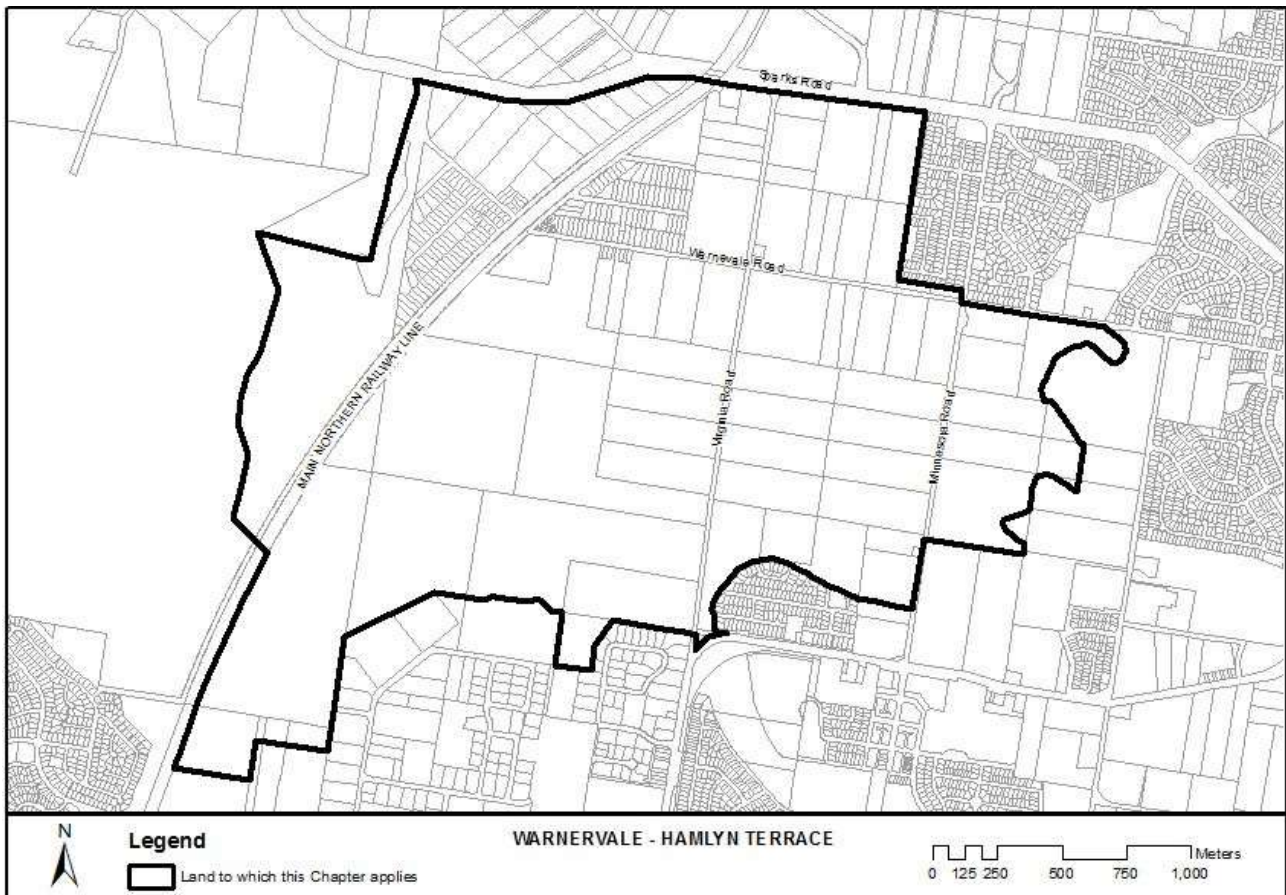 Sparks Road
Warnevale Road
MAIN NORTHERN RAILWAY LINE
Virginia Road
Minnesota Road
N
Legend
Land to which this Chapter applies
WARNERVALE - HAMLYN TERRACE
Meters
0 125 250 500 750 1,000